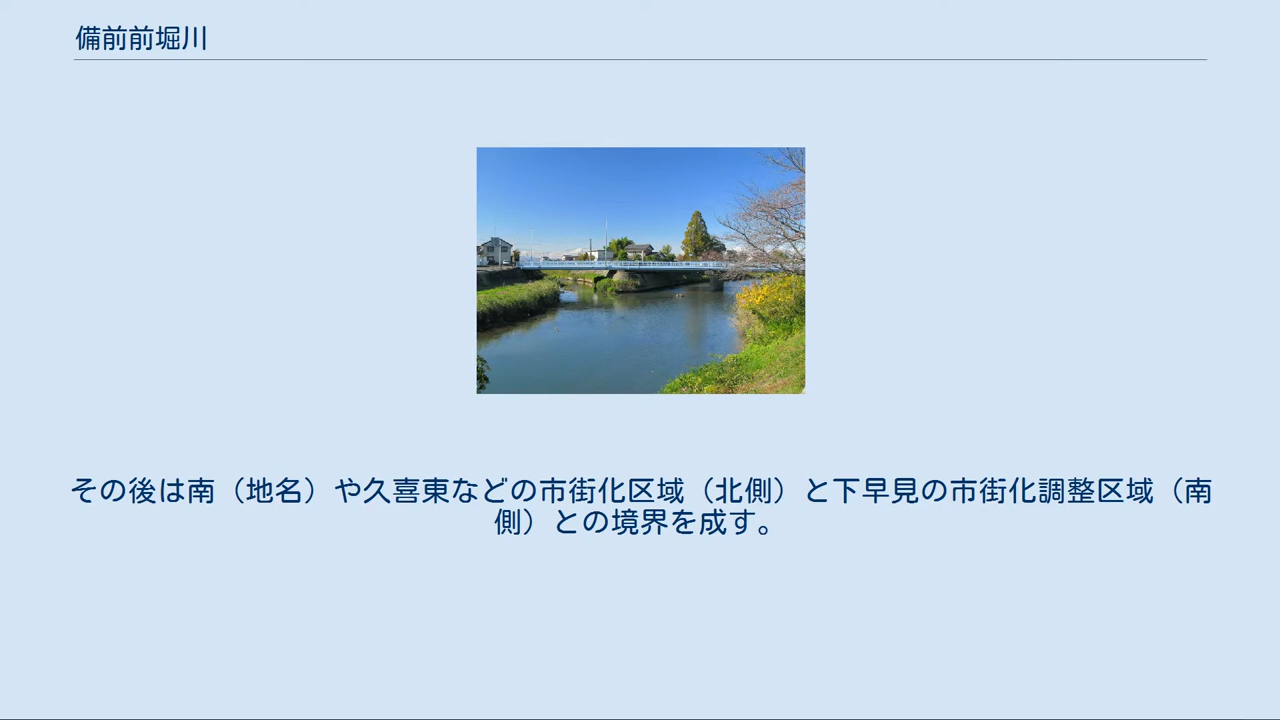 備前前堀川
その後は南（地名）や久喜東などの市街化区域（北側）と下早見の市街化調整区域（南
側）との境界を成す。